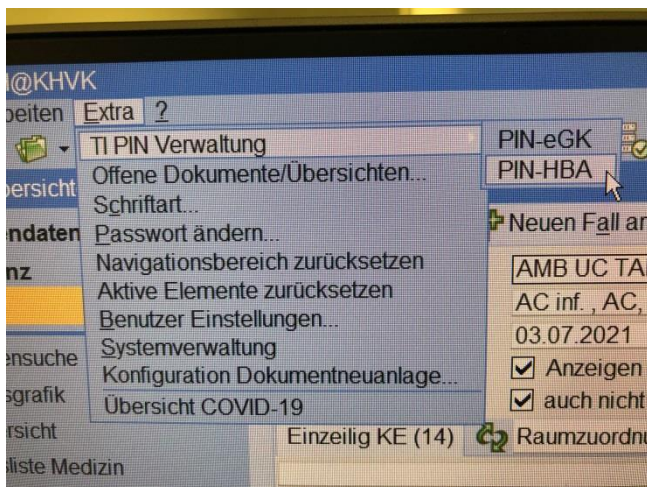 @KHVK
beiten Extra ?
TI PIN Verwaltung
PIN-eGK
PIN-HBA
Offene Dokumente/Übersichten...
Schriftart...
Passwort ändern...
Navigationsbereich zurücksetzen
Aktive Elemente zurücksetzen
Benutzer Einstellungen...
Systemverwaltung
Konfiguration Dokumentneuanlage...
Übersicht COVID-19
ersicht
ndaten
nz
ensuche
sgrafik
rsicht
sliste Medizin
Neuen Fall an
AMB UC TA
AC inf. , AC,
03.07.2021
Anzeigen
auch nicht
Einzeilig KE (14)
Raumzuordnu